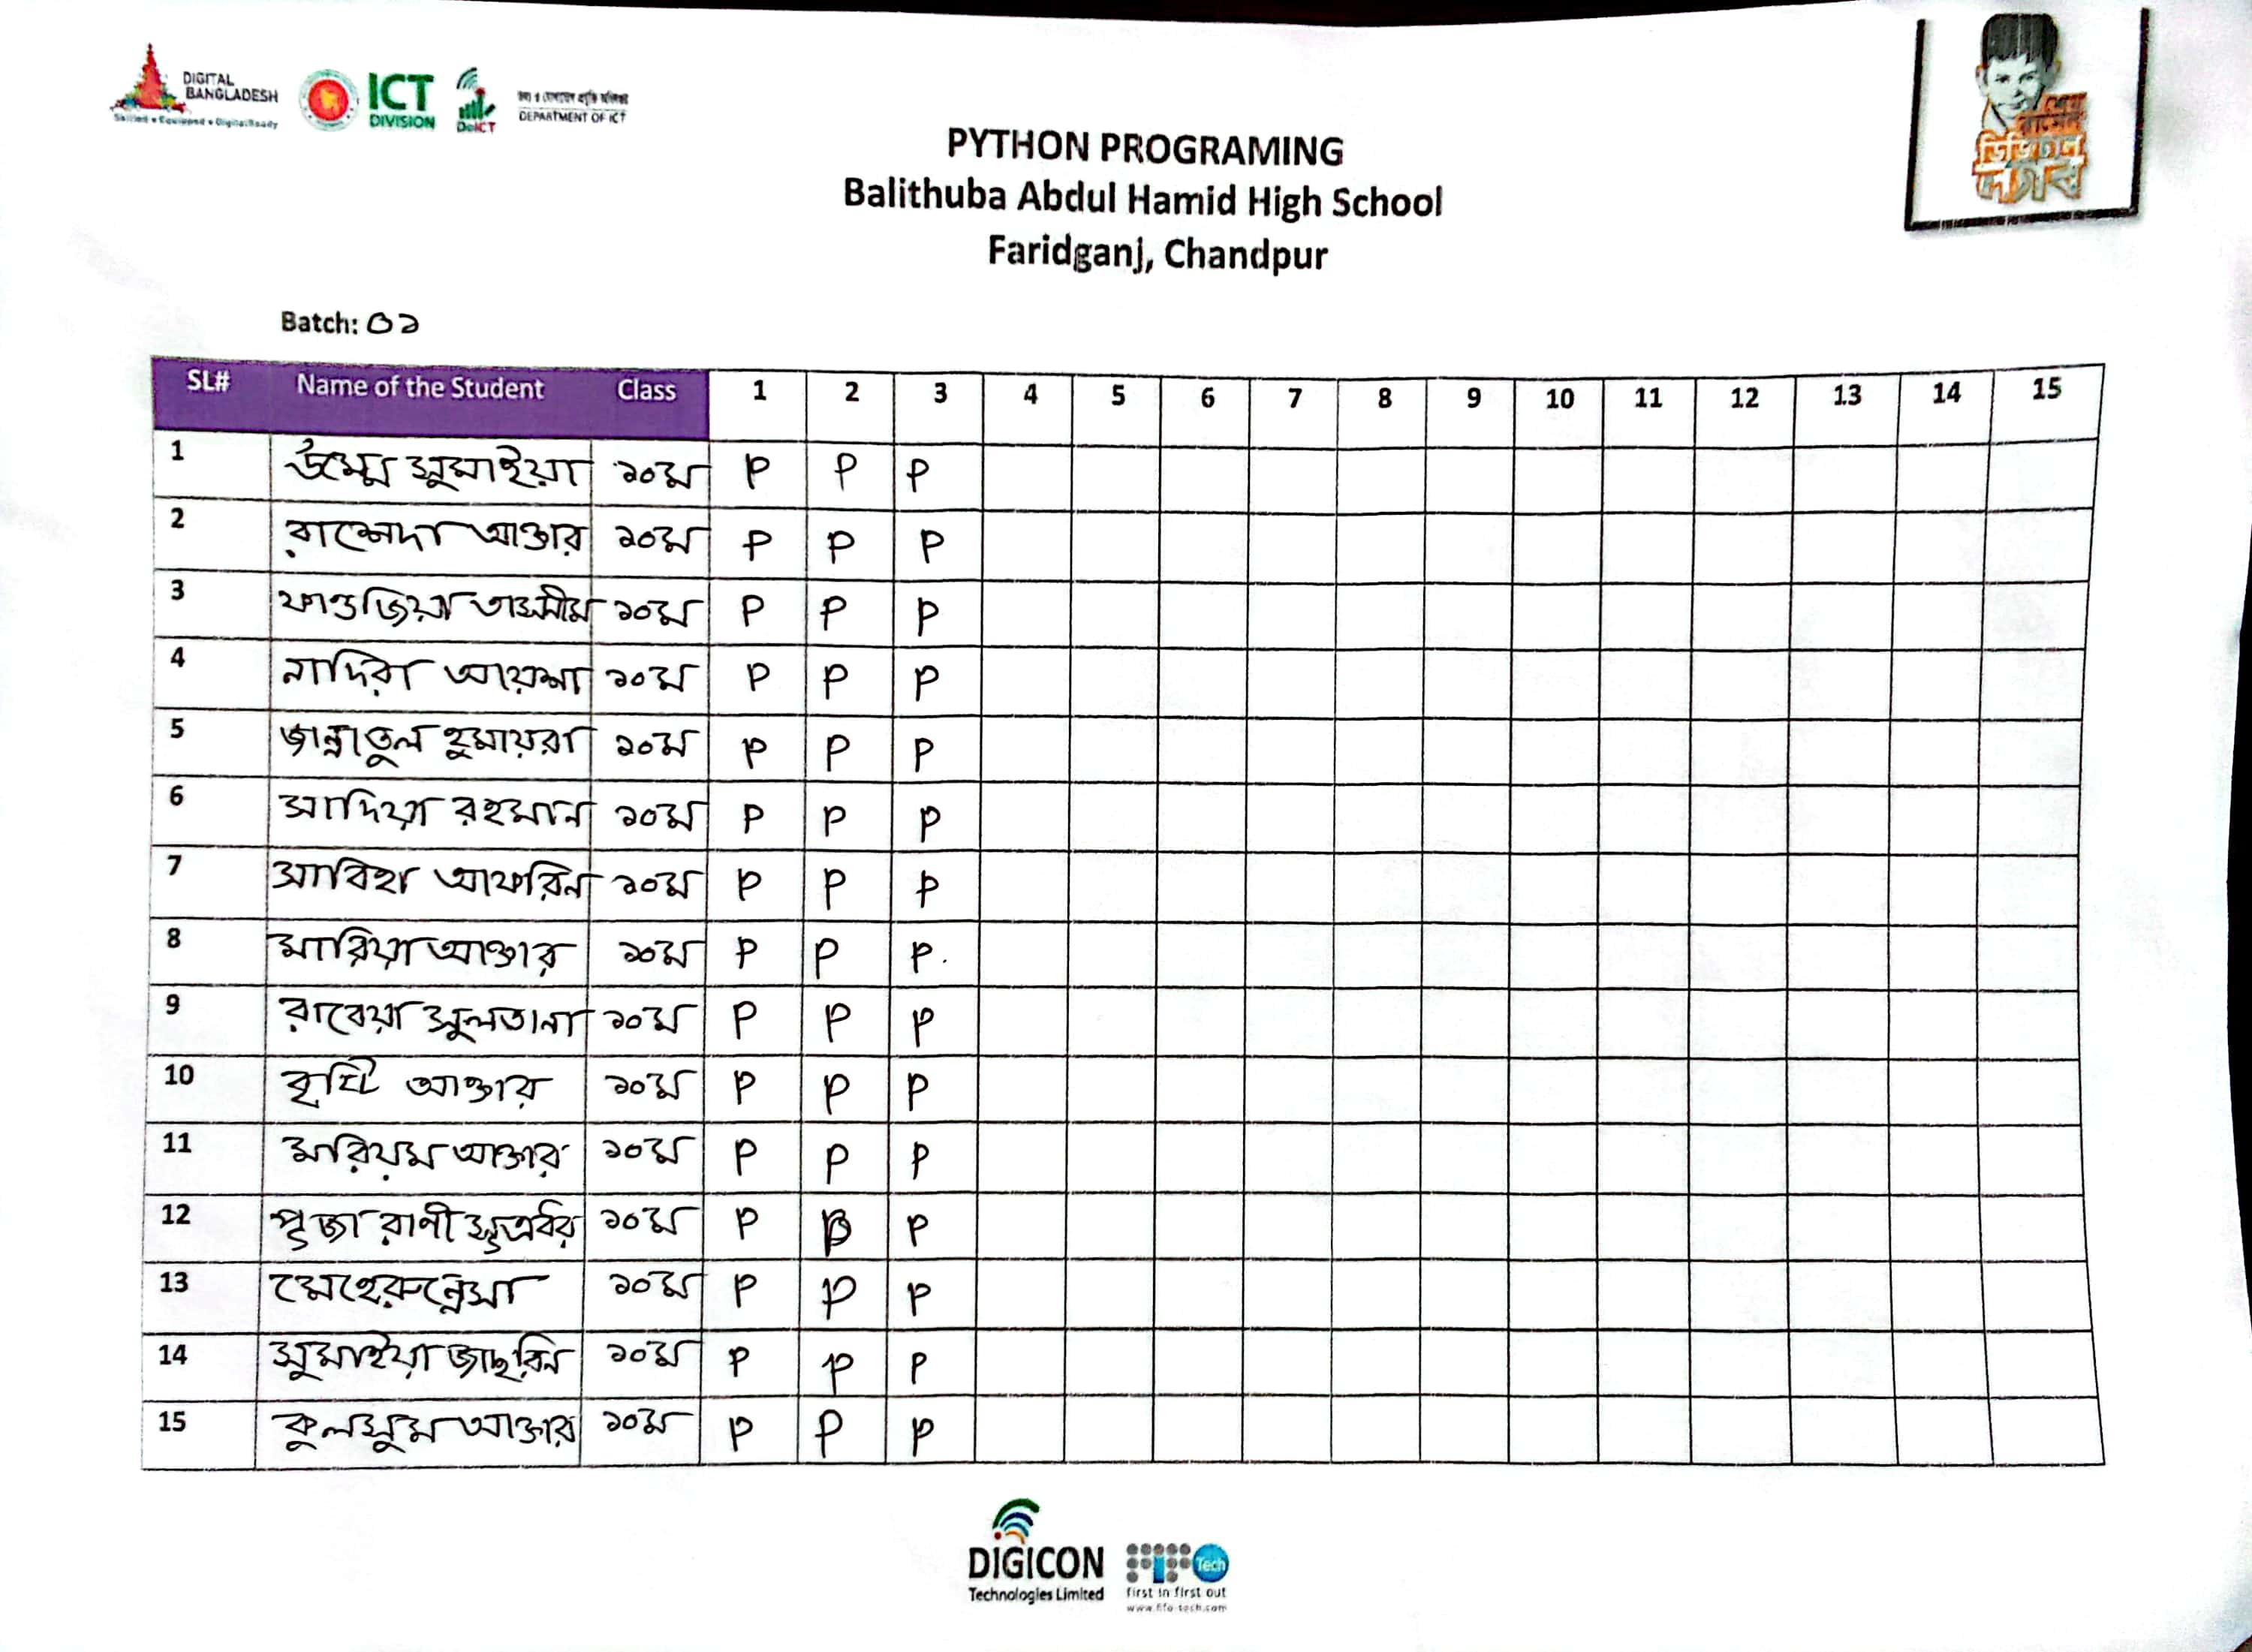 DIGITAL
BANGLADESH
Skilled • Equipped • DigitalReady
ICT
DIVISION
DoICT
তথ্য ও যোগাযোগ প্রযুক্তি অধিদপ্তর
DEPARTMENT OF ICT
শেখ
রাসেল
ডিজিটাল
PYTHON PROGRAMING
Balithuba Abdul Hamid High School
Faridganj, Chandpur
Batch: ০১
SL# Name of the Student Class 1 2 3 4 5 6 7 8 9 10 11 12 13 14 15
1 উম্মে সুমাইয়া ১০ম P P P
2 রাশেদা আক্তার ১০ম P P P
3 ফাওজিয়া তাসনীম ১০ম P P P
4 নাদিরা আয়েশা ১০ম P P P
5 জান্নাতুল হুমায়রা ১০ম P P P
6 সাদিয়া রহমান ১০ম P P P
7 সাবিহা আফরিন ১০ম P P P
8 মারিয়া আক্তার ১০ম P P P.
9 রাবেয়া সুলতানা ১০ম P P P
10 বৃষ্টি আক্তার ১০ম P P P
11 মরিয়ম আক্তার ১০ম P P P
12 পূজা রাণী সূত্রধর ১০ম P P P
13 মেহেরুন্নেসা ১০ম P P P
14 সুমাইয়া জাছরিন ১০ম P P P
15 কুলসুম আক্তার ১০ম P P P
DIGICON
Technologies Limited
Tech
first in first out
www.fifo-tech.com